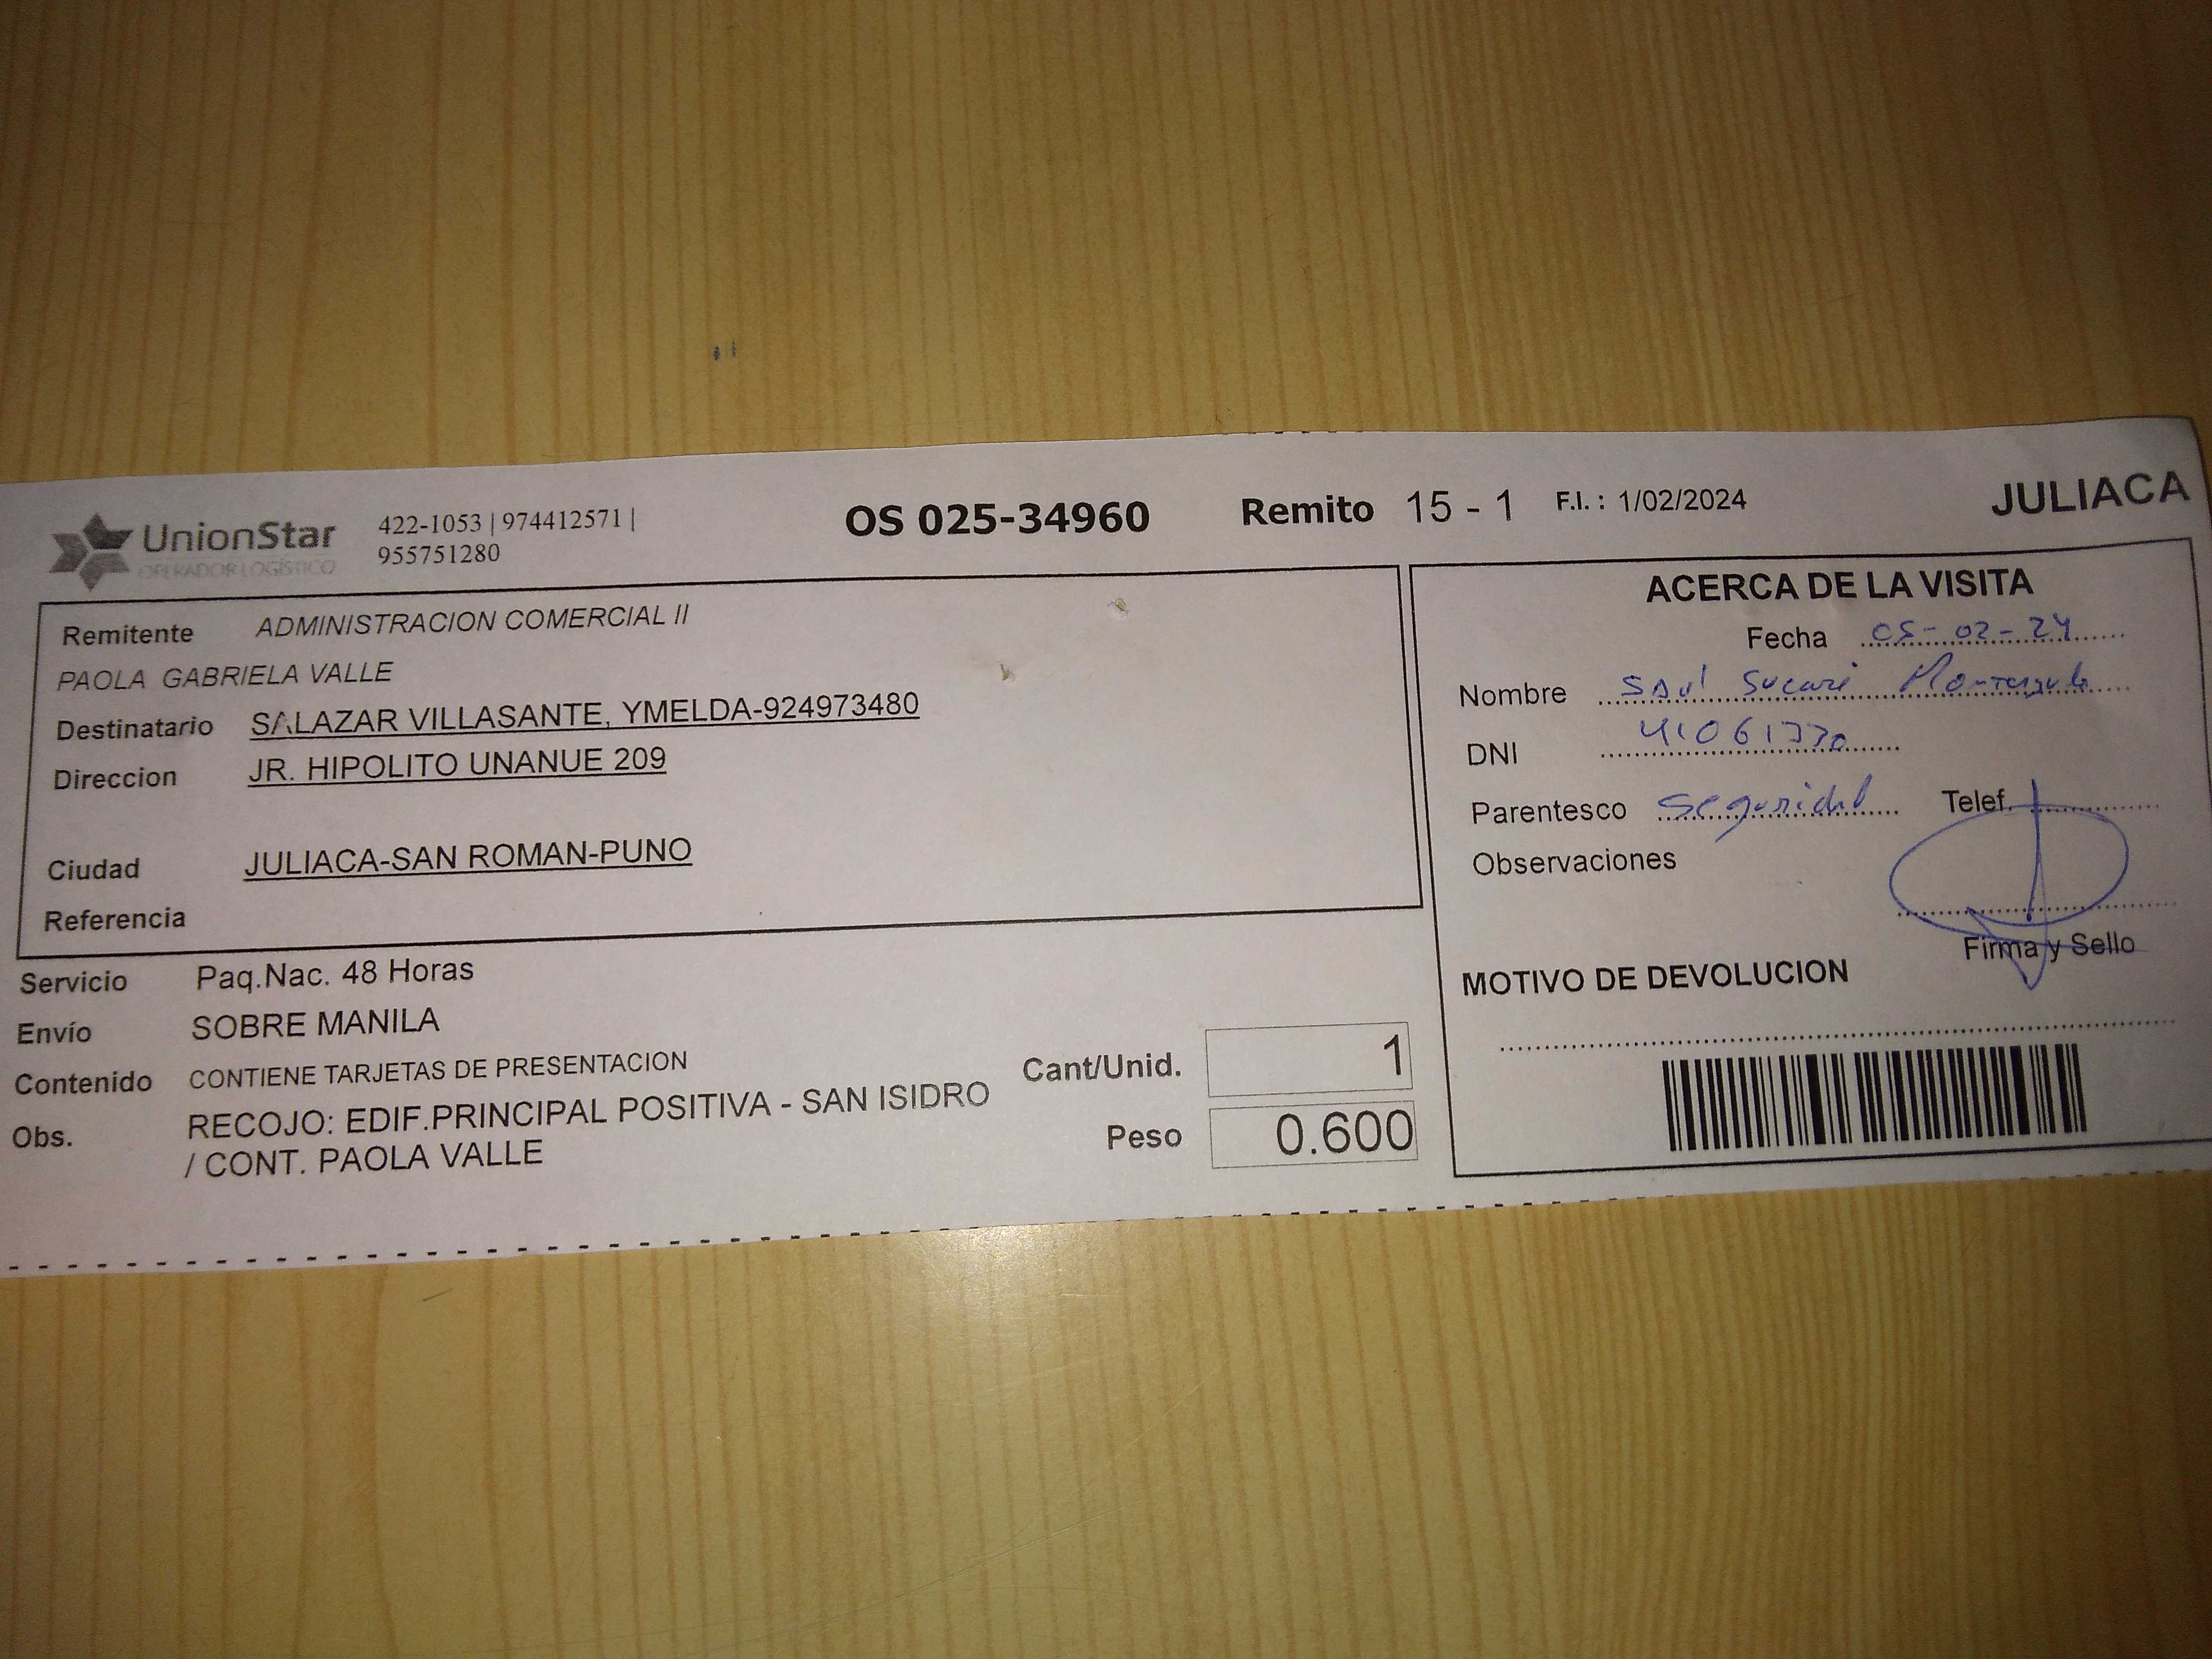 UnionStar
OPERADOR LOGÍSTICO
422-1053 | 974412571 |
955751280
OS 025-34960
Remito 15 - 1
F.I. : 1/02/2024
JULIACA
Remitente ADMINISTRACION COMERCIAL II
PAOLA GABRIELA VALLE
Destinatario SALAZAR VILLASANTE, YMELDA-924973480
Direccion JR. HIPOLITO UNANUE 209
Ciudad JULIACA-SAN ROMAN-PUNO
Referencia
Servicio Paq.Nac. 48 Horas
Envío SOBRE MANILA
Contenido CONTIENE TARJETAS DE PRESENTACION
Obs. RECOJO: EDIF.PRINCIPAL POSITIVA - SAN ISIDRO
/ CONT. PAOLA VALLE
Cant/Unid. 1
Peso 0.600
ACERCA DE LA VISITA
Fecha 05-02-24
Nombre Saul Sucari
DNI
Parentesco Seguridad Telef.
Observaciones
Firma y Sello
MOTIVO DE DEVOLUCION